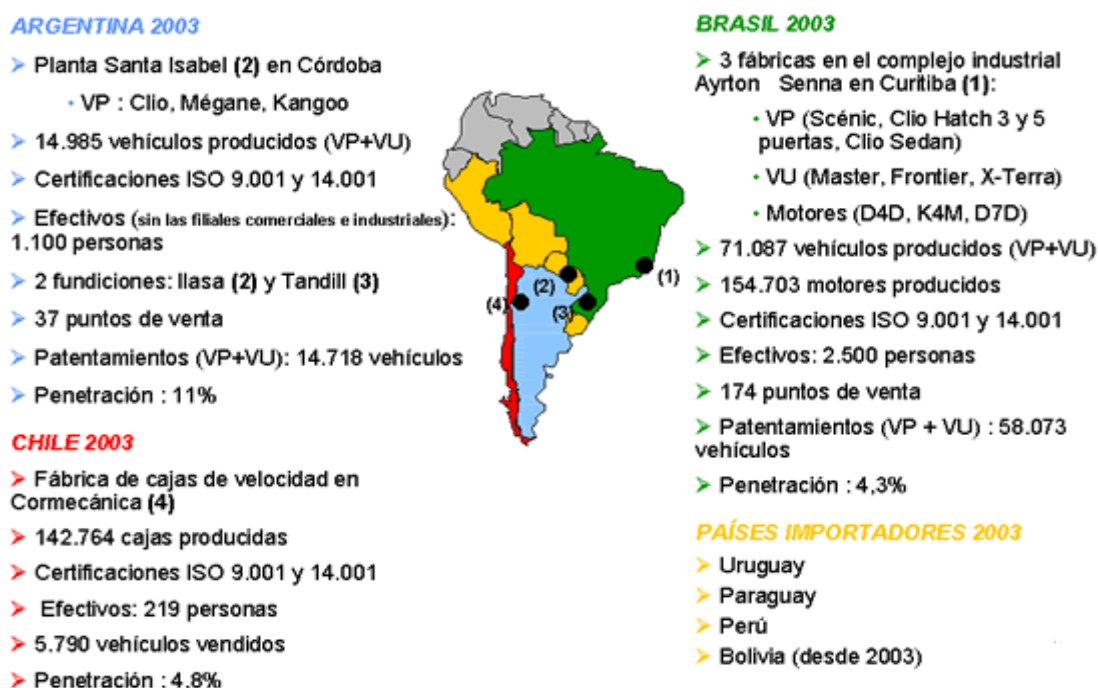 ARGENTINA 2003
➤ Planta Santa Isabel (2) en Córdoba
• VP : Clio, Mégane, Kangoo
➤ 14.985 vehículos producidos (VP+VU)
➤ Certificaciones ISO 9.001 y 14.001
➤ Efectivos (sin las filiales comerciales e industriales):
1.100 personas
➤ 2 fundiciones: Ilasa (2) y Tandill (3)
➤ 37 puntos de venta
➤ Patentamientos (VP+VU): 14.718 vehículos
➤ Penetración : 11%
CHILE 2003
➤ Fábrica de cajas de velocidad en
Cormecánica (4)
➤ 142.764 cajas producidas
➤ Certificaciones ISO 9.001 y 14.001
➤ Efectivos: 219 personas
➤ 5.790 vehículos vendidos
➤ Penetración : 4,8%
(1)
(2)
(3)
(4)
BRASIL 2003
➤ 3 fábricas en el complejo industrial
Ayrton Senna en Curitiba (1):
• VP (Scénic, Clio Hatch 3 y 5
puertas, Clio Sedan)
• VU (Master, Frontier, X-Terra)
• Motores (D4D, K4M, D7D)
➤ 71.087 vehículos producidos (VP+VU)
➤ 154.703 motores producidos
➤ Certificaciones ISO 9.001 y 14.001
➤ Efectivos: 2.500 personas
➤ 174 puntos de venta
➤ Patentamientos (VP + VU) : 58.073
vehículos
➤ Penetración : 4,3%
PAÍSES IMPORTADORES 2003
➤ Uruguay
➤ Paraguay
➤ Perú
➤ Bolivia (desde 2003)